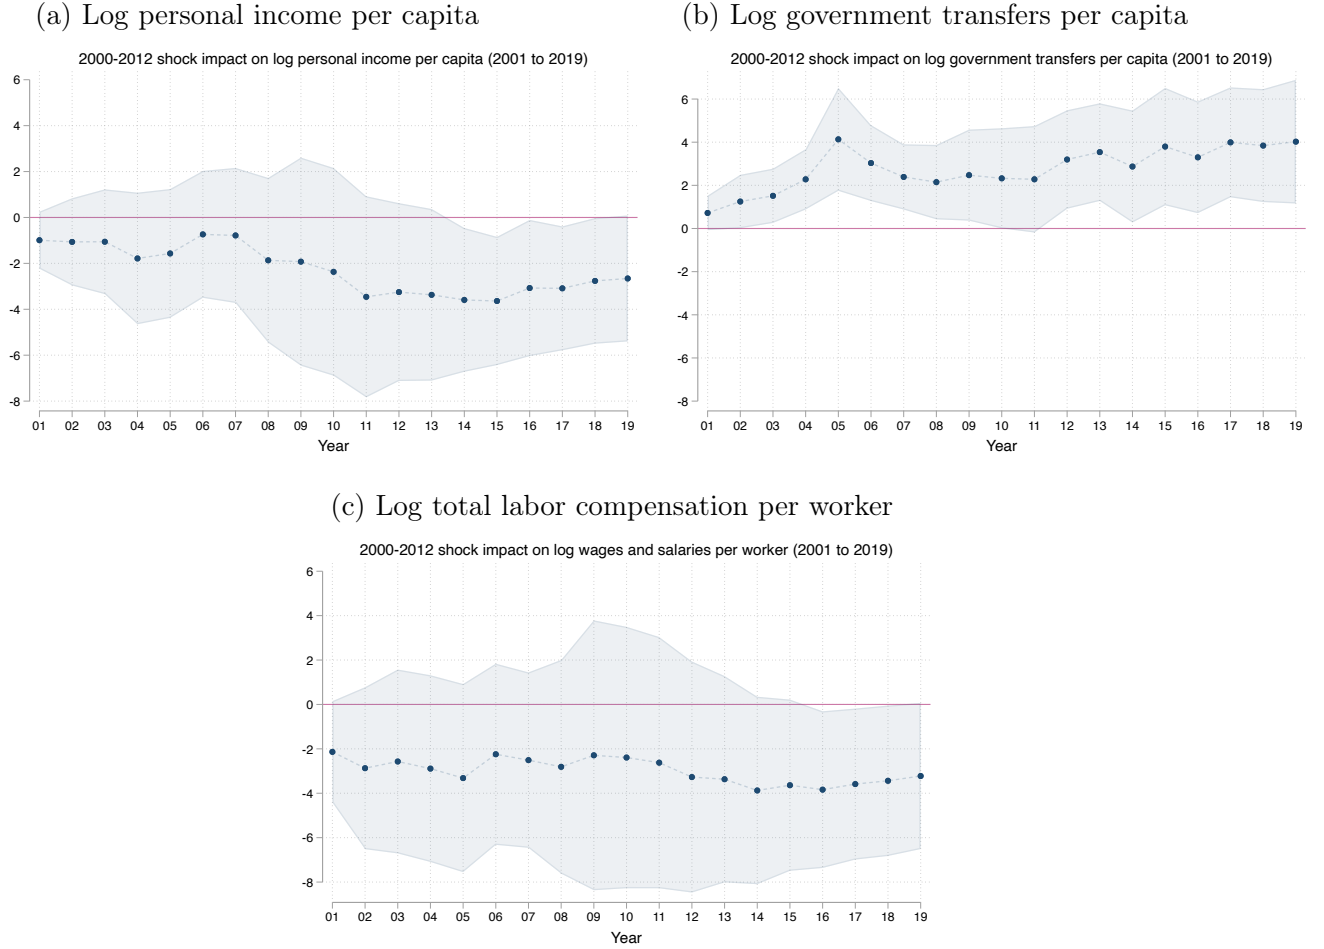 (a) Log personal income per capita
2000-2012 shock impact on log personal income per capita (2001 to 2019)
6
4
2
0
-2
-4
-6
-8
01 02 03 04 05 06 07 08 09 10 11 12 13 14 15 16 17 18 19
Year
(b) Log government transfers per capita
2000-2012 shock impact on log government transfers per capita (2001 to 2019)
6
4
2
0
-2
-4
-6
-8
01 02 03 04 05 06 07 08 09 10 11 12 13 14 15 16 17 18 19
Year
(c) Log total labor compensation per worker
2000-2012 shock impact on log wages and salaries per worker (2001 to 2019)
6
4
2
0
-2
-4
-6
-8
01 02 03 04 05 06 07 08 09 10 11 12 13 14 15 16 17 18 19
Year